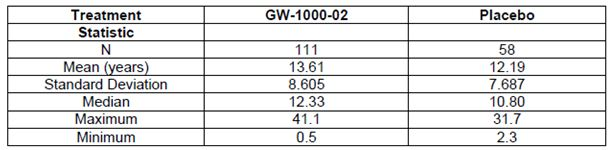 Treatment GW-1000-02 Placebo
Statistic
N 111 58
Mean (years) 13.61 12.19
Standard Deviation 8.605 7.687
Median 12.33 10.80
Maximum 41.1 31.7
Minimum 0.5 2.3